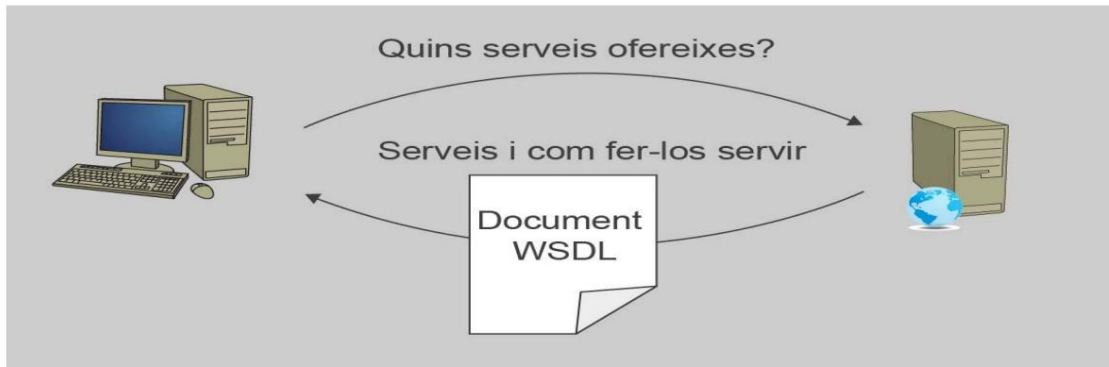 Quins serveis ofereixes?
Serveis i com fer-los servir
Document
WSDL